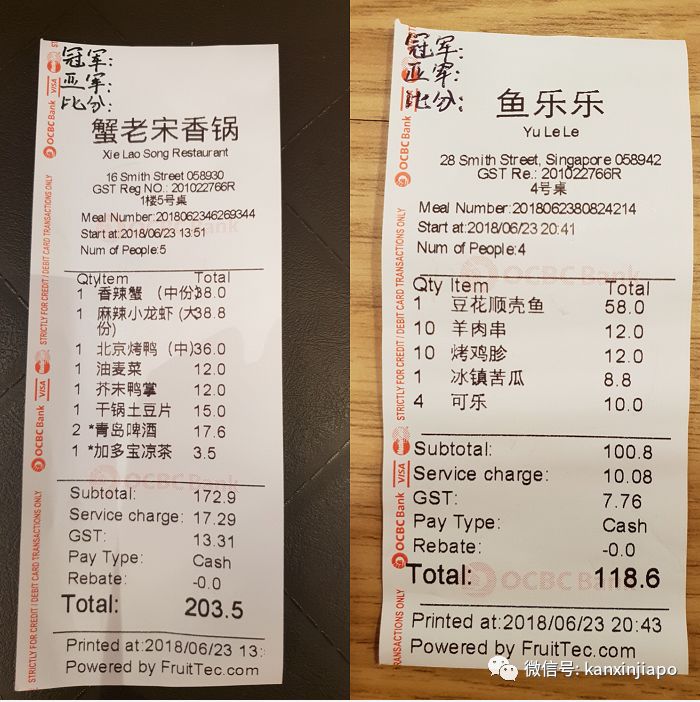 冠军:
亚军:
比分:
蟹老宋香锅
Xie Lao Song Restaurant
16 Smith Street 058930
GST Reg NO.: 201022766R
1楼5号桌
Meal Number:2018062346269344
Start at:2018/06/23 13:51
Num of People:5
Qty Item Total
1 香辣蟹 （中份) 38.0
1 麻辣小龙虾 (大份) 38.8
1 北京烤鸭 （中) 36.0
1 油麦菜 12.0
1 芥末鸭掌 12.0
1 干锅土豆片 15.0
2 *青岛啤酒 17.6
1 *加多宝凉茶 3.5
Subtotal: 172.9
Service charge: 17.29
GST: 13.31
Pay Type: Cash
Rebate: -0.0
Total: 203.5
Printed at:2018/06/23 13:
Powered by FruitTec.com
STRICTLY FOR CREDIT / DEBIT CARD TRANSACTIONS ONLY
OCBC Bank
VISA
冠军:
亚军:
比分:
鱼乐乐
Yu Le Le
28 Smith Street, Singapore 058942
GST Re.: 201022766R
4号桌
Meal Number:2018062380824214
Start at:2018/06/23 20:41
Num of People:4
Qty Item Total
1 豆花顺壳鱼 58.0
10 羊肉串 12.0
10 烤鸡胗 12.0
1 冰镇苦瓜 8.8
4 可乐 10.0
Subtotal: 100.8
Service charge: 10.08
GST: 7.76
Pay Type: Cash
Rebate: -0.0
Total: 118.6
Printed at:2018/06/23 20:43
Powered by FruitTec.com
STRICTLY FOR CREDIT / DEBIT CARD TRANSACTIONS ONLY
OCBC Bank
VISA
微信号: kanxinjiapo